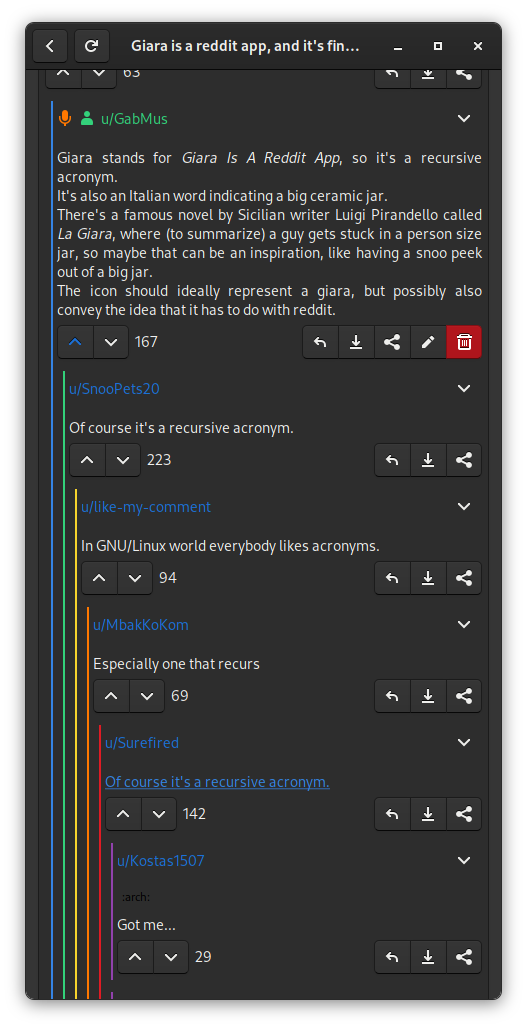 Giara is a reddit app, and it's fin...
63
u/GabMus
Giara stands for Giara Is A Reddit App, so it's a recursive
acronym.
It's also an Italian word indicating a big ceramic jar.
There's a famous novel by Sicilian writer Luigi Pirandello called
La Giara, where (to summarize) a guy gets stuck in a person size
jar, so maybe that can be an inspiration, like having a snoo peek
out of a big jar.
The icon should ideally represent a giara, but possibly also
convey the idea that it has to do with reddit.
167
u/SnooPets20
Of course it's a recursive acronym.
223
u/like-my-comment
In GNU/Linux world everybody likes acronyms.
94
u/MbakKoKom
Especially one that recurs
69
u/Surefired
Of course it's a recursive acronym.
142
u/Kostas1507
:arch:
Got me...
29